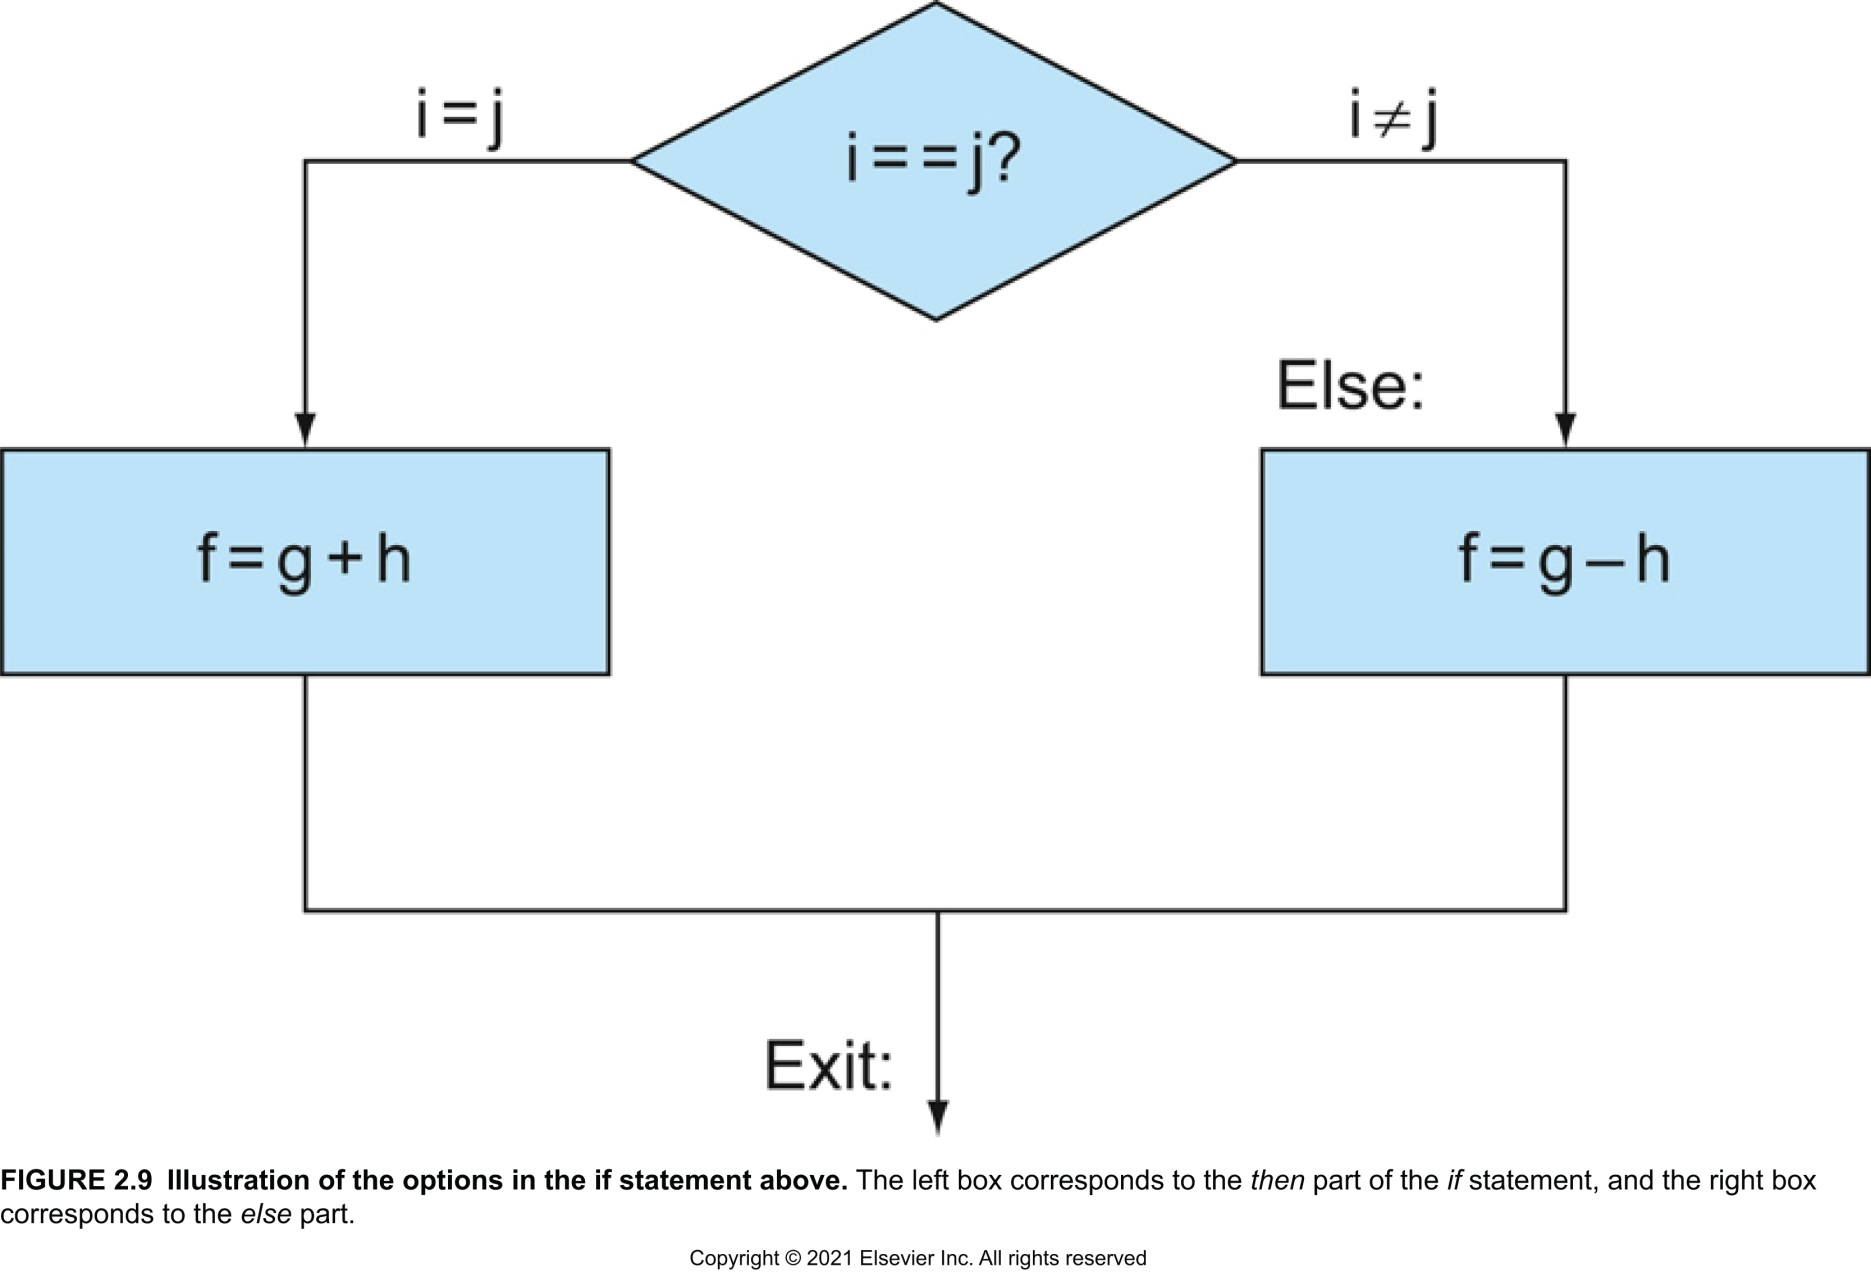 i = j
i ≠ j
i = = j?
Else:
f = g + h
f = g – h
Exit:
FIGURE 2.9 Illustration of the options in the if statement above. The left box corresponds to the then part of the if statement, and the right box
corresponds to the else part.
Copyright © 2021 Elsevier Inc. All rights reserved